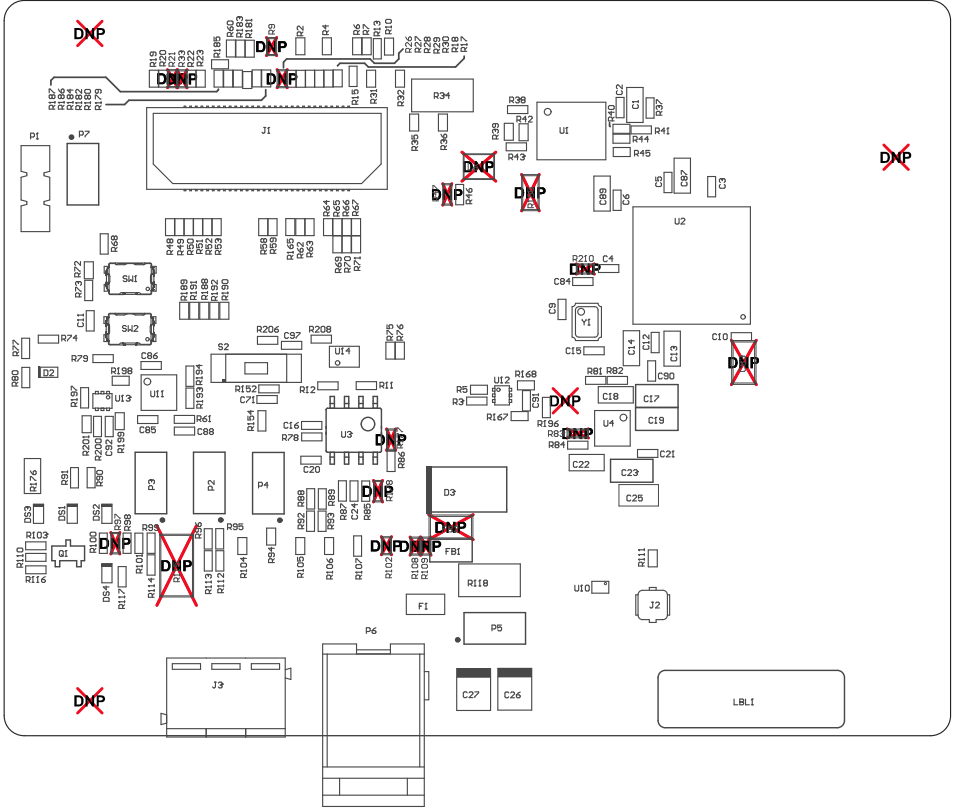 DNP
R60
R183
R181
R9
DNP
R2
R4
R6
R7
R13
R10
R26
R27
R28
R29
R30
R18
R17
R19
R20
R21
R33
R22
R23
R185
DNP
DNP
R15
R31
R32
R187
R186
R184
R182
R180
R179
R34
R35
R36
R38
R39
R42
R43
U1
C2
C1
R37
R40
R41
R44
R45
P1
P7
J1
DNP
DNP
R46
DNP
DNP
C89
C6
C5
C87
C3
U2
R68
R48
R49
R50
R51
R52
R53
R58
R59
R165
R62
R63
R64
R65
R66
R67
R69
R70
R71
R72
R73
SW1
R210
DNP
C4
C84
C11
SW2
R189
R191
R188
R192
R190
C9
Y1
C15
R77
R74
R79
R80
D2
R198
C86
S2
R206
C97
R208
U14
R75
R76
C14
C12
C13
C10
DNP
C90
R197
U13
U11
R194
R193
R152
C71
R12
R11
R5
R3
U12
R168
C91
R167
R196
DNP
R81
R82
C18
C17
C19
R201
R200
C92
R199
C85
R61
C88
R154
C16
R78
U3
DNP
R86
R83
DNP
R84
U4
C20
C22
C21
C23
C25
R176
R91
R90
P3
P2
P4
R88
R89
R92
R93
R87
C24
R85
DNP
D3
DS3
DS1
DS2
R97
R98
R99
R96
R95
R94
DNP
FB1
R103
Q1
R100
DNP
R101
DNP
R104
R105
R106
R107
R102
DNP
DNP
R108
R109
R110
R116
DS4
R117
R114
R113
R112
R118
R111
U10
J2
F1
P5
P6
DNP
J3
C27
C26
LBL1